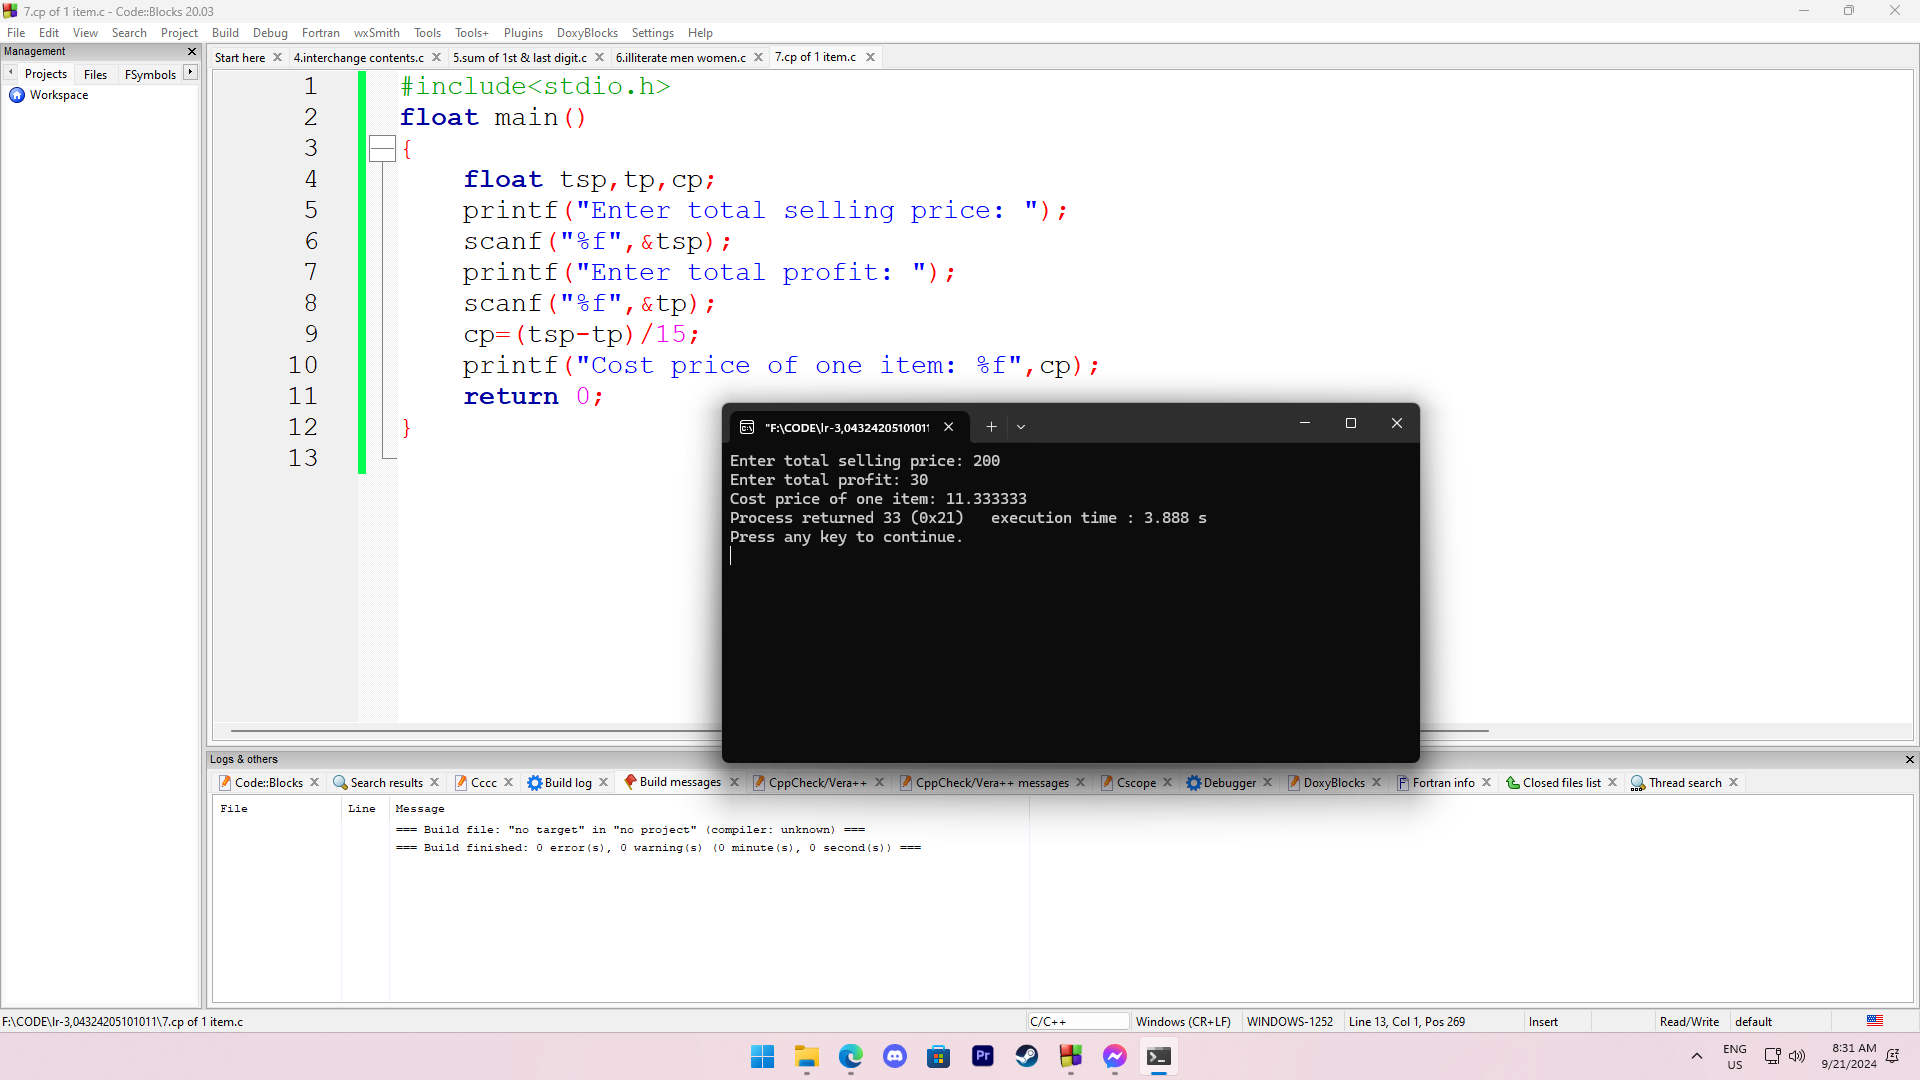 7.cp of 1 item.c - Code::Blocks 20.03
File Edit View Search Project Build Debug Fortran wxSmith Tools Tools+ Plugins DoxyBlocks Settings Help
Management
Projects Files FSymbols
Workspace
Start here 4.interchange contents.c 5.sum of 1st & last digit.c 6.illiterate men women.c 7.cp of 1 item.c
1 #include<stdio.h>
2 float main()
3 {
4 float tsp,tp,cp;
5 printf("Enter total selling price: ");
6 scanf("%f",&tsp);
7 printf("Enter total profit: ");
8 scanf("%f",&tp);
9 cp=(tsp-tp)/15;
10 printf("Cost price of one item: %f",cp);
11 return 0;
12 }
13
"F:\CODE\lr-3,04324205101011
Enter total selling price: 200
Enter total profit: 30
Cost price of one item: 11.333333
Process returned 33 (0x21)   execution time : 3.888 s
Press any key to continue.
Logs & others
Code::Blocks Search results Cccc Build log Build messages CppCheck/Vera++ CppCheck/Vera++ messages Cscope Debugger DoxyBlocks Fortran info Closed files list Thread search
File Line Message
=== Build file: "no target" in "no project" (compiler: unknown) ===
=== Build finished: 0 error(s), 0 warning(s) (0 minute(s), 0 second(s)) ===
F:\CODE\lr-3,04324205101011\7.cp of 1 item.c C/C++ Windows (CR+LF) WINDOWS-1252 Line 13, Col 1, Pos 269 Insert Read/Write default
Pr
ENG
US
8:31 AM
9/21/2024